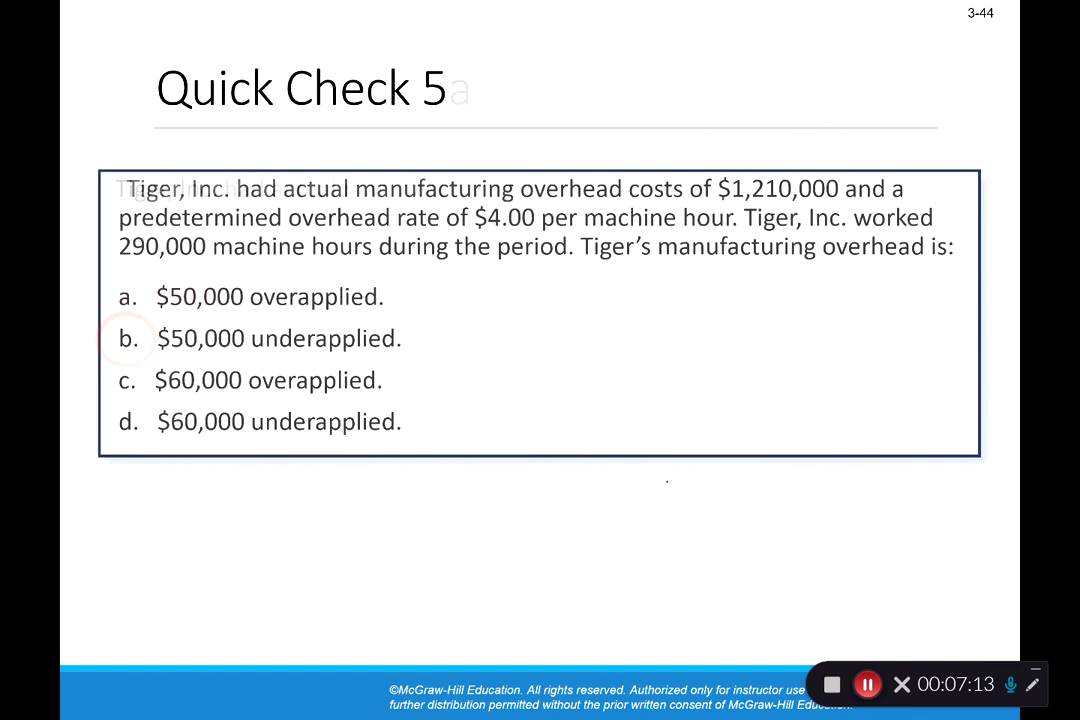 3-44
Quick Check 5a
Tiger, Inc. had actual manufacturing overhead costs of $1,210,000 and a
predetermined overhead rate of $4.00 per machine hour. Tiger, Inc. worked
290,000 machine hours during the period. Tiger’s manufacturing overhead is:
a. $50,000 overapplied.
b. $50,000 underapplied.
c. $60,000 overapplied.
d. $60,000 underapplied.
©McGraw-Hill Education. All rights reserved. Authorized only for instructor use
further distribution permitted without the prior written consent of McGraw-Hill
00:07:13